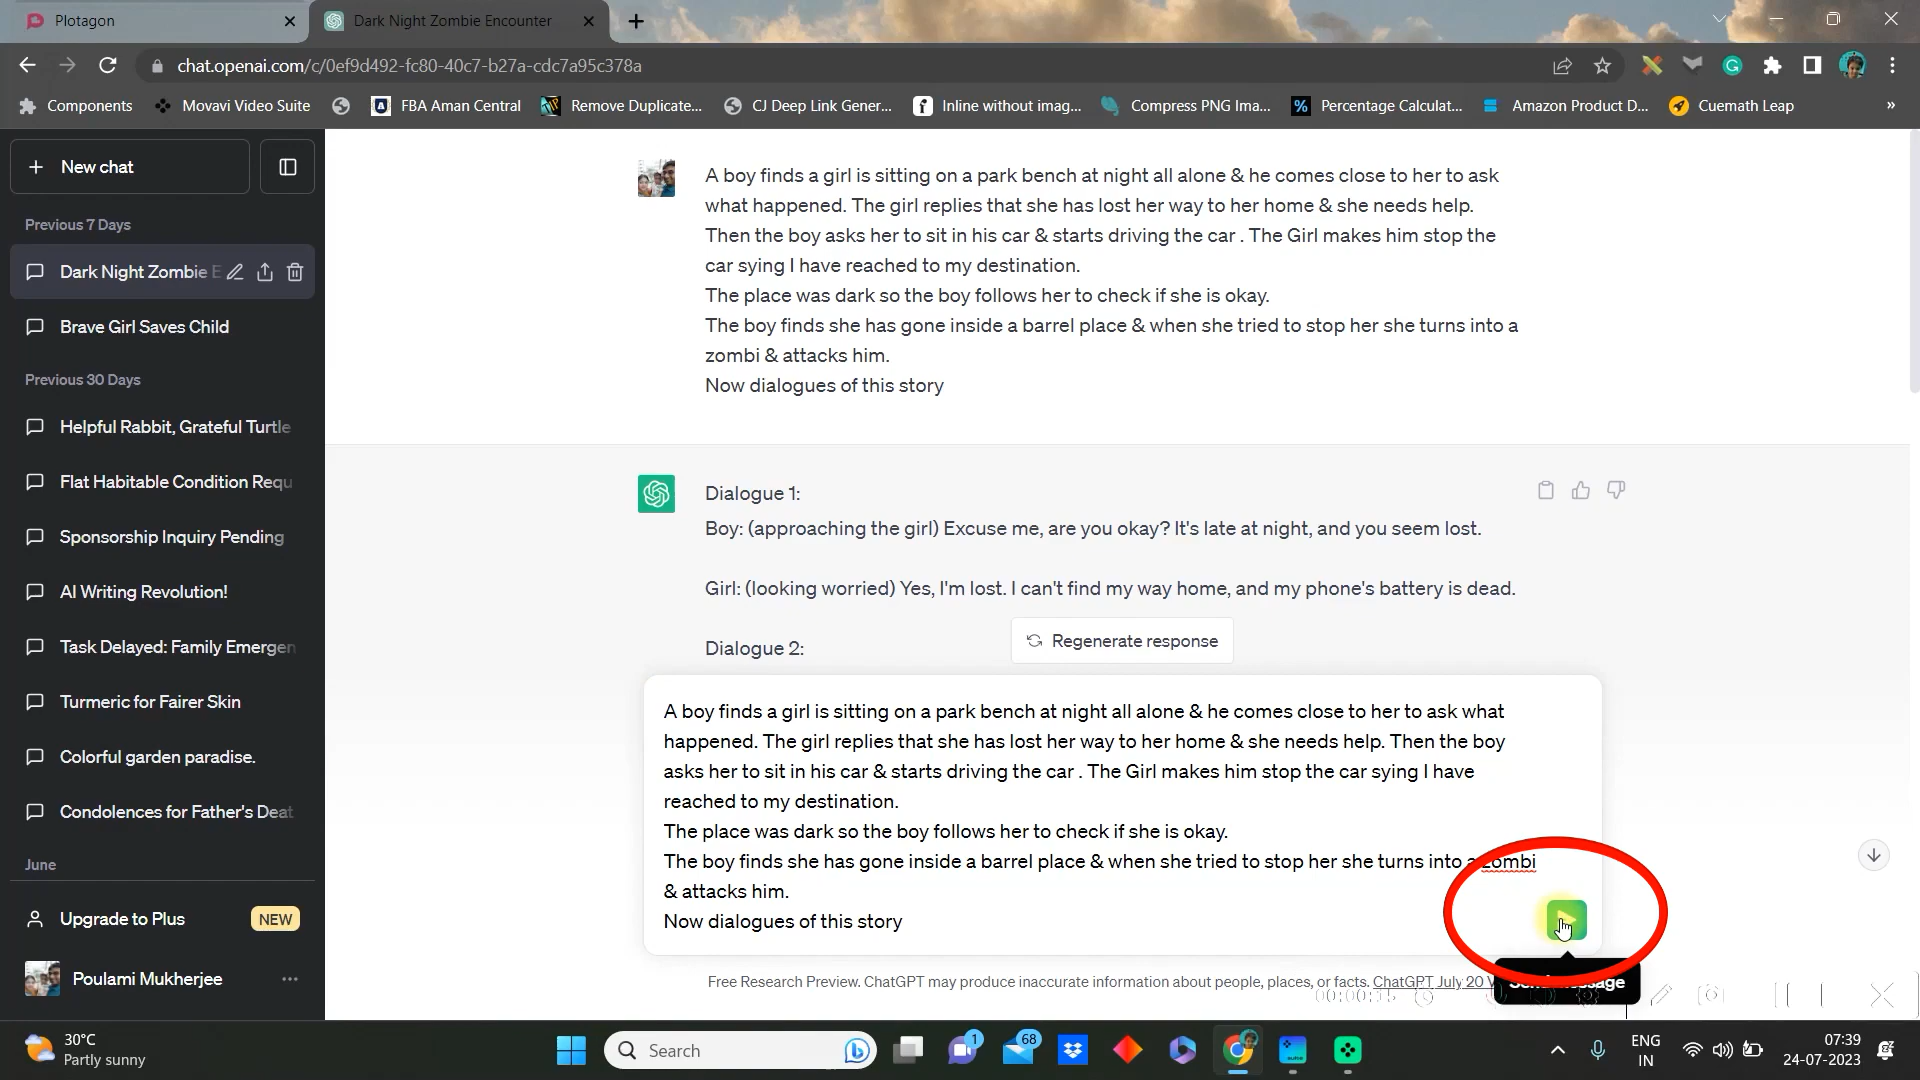 Plotagon
Dark Night Zombie Encounter
chat.openai.com/c/0ef9d492-fc80-40c7-b27a-cdc7a95c378a
Components
Movavi Video Suite
FBA Aman Central
Remove Duplicate...
CJ Deep Link Gener...
Inline without imag...
Compress PNG Ima...
Percentage Calculat...
Amazon Product D...
Cuemath Leap
New chat
Previous 7 Days
Dark Night Zombie E
Brave Girl Saves Child
Previous 30 Days
Helpful Rabbit, Grateful Turtle
Flat Habitable Condition Requ
Sponsorship Inquiry Pending
AI Writing Revolution!
Task Delayed: Family Emergen
Turmeric for Fairer Skin
Colorful garden paradise.
Condolences for Father's Deat
June
Upgrade to Plus
NEW
Poulami Mukherjee
A boy finds a girl is sitting on a park bench at night all alone & he comes close to her to ask
what happened. The girl replies that she has lost her way to her home & she needs help.
Then the boy asks her to sit in his car & starts driving the car . The Girl makes him stop the
car sying I have reached to my destination.
The place was dark so the boy follows her to check if she is okay.
The boy finds she has gone inside a barrel place & when she tried to stop her she turns into a
zombi & attacks him.
Now dialogues of this story
Dialogue 1:
Boy: (approaching the girl) Excuse me, are you okay? It's late at night, and you seem lost.
Girl: (looking worried) Yes, I'm lost. I can't find my way home, and my phone's battery is dead.
Dialogue 2:
Regenerate response
A boy finds a girl is sitting on a park bench at night all alone & he comes close to her to ask what
happened. The girl replies that she has lost her way to her home & she needs help. Then the boy
asks her to sit in his car & starts driving the car . The Girl makes him stop the car sying I have
reached to my destination.
The place was dark so the boy follows her to check if she is okay.
The boy finds she has gone inside a barrel place & when she tried to stop her she turns into a zombi
& attacks him.
Now dialogues of this story
Free Research Preview. ChatGPT may produce inaccurate information about people, places, or facts. ChatGPT July 20 V
Send message
30°C
Partly sunny
Search
1
68
ENG
IN
07:39
24-07-2023